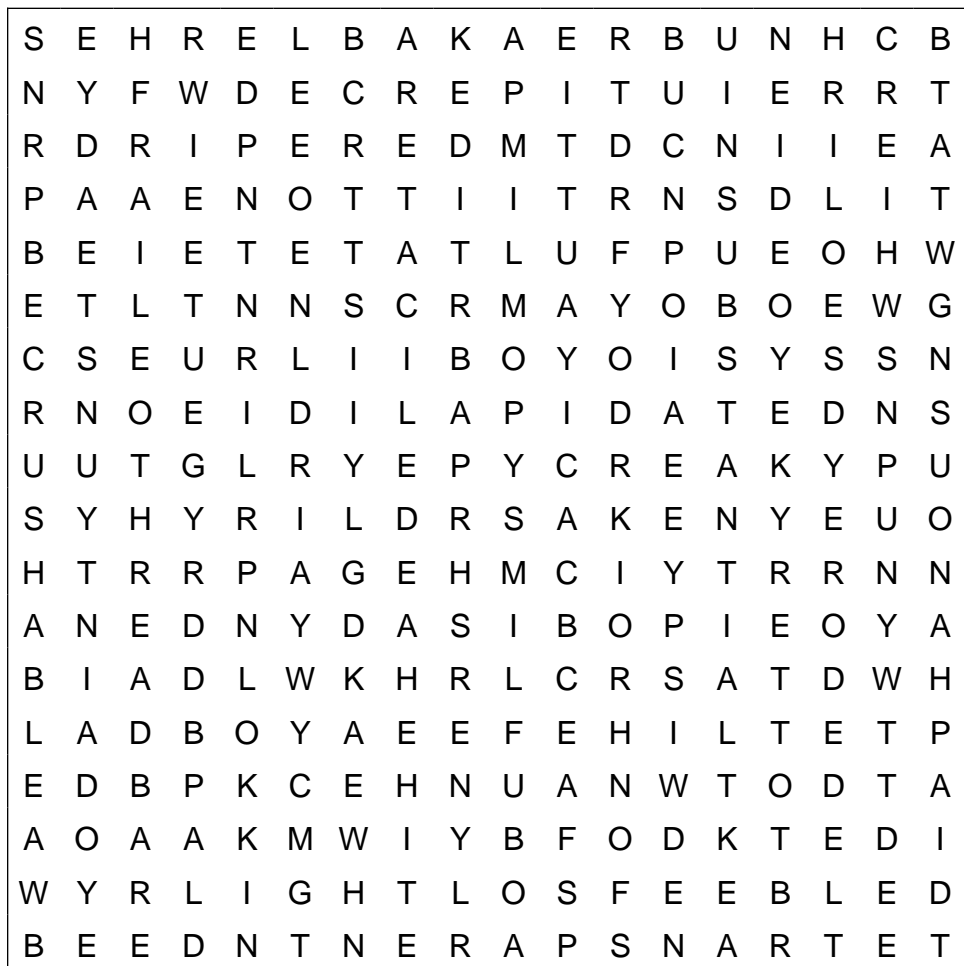 S E H R E L B A K A E R B U N H C B
N Y F W D E C R E P I T U I E R R T
R D R I P E R E D M T D C N I I E A
P A A E N O T T I I T R N S D L I T
B E I E T E T A T L U F P U E O H W
E T L T N N S C R M A Y O B O E W G
C S E U R L I I B O Y O I S Y S S N
R N O E I D I L A P I D A T E D N S
U U T G L R Y E P Y C R E A K Y P U
S Y H Y R I L D R S A K E N Y E U O
H T R R P A G E H M C I Y T R R N N
A N E D N Y D A S I B O P I E O Y A
B I A D L W K H R L C R S A T D W H
L A D B O Y A E E F E H I L T E T P
E D B P K C E H N U A N W T O D T A
A O A A K M W I Y B F O D K T E D I
W Y R L I G H T L O S F E E B L E D
B E E D N T N E R A P S N A R T E T